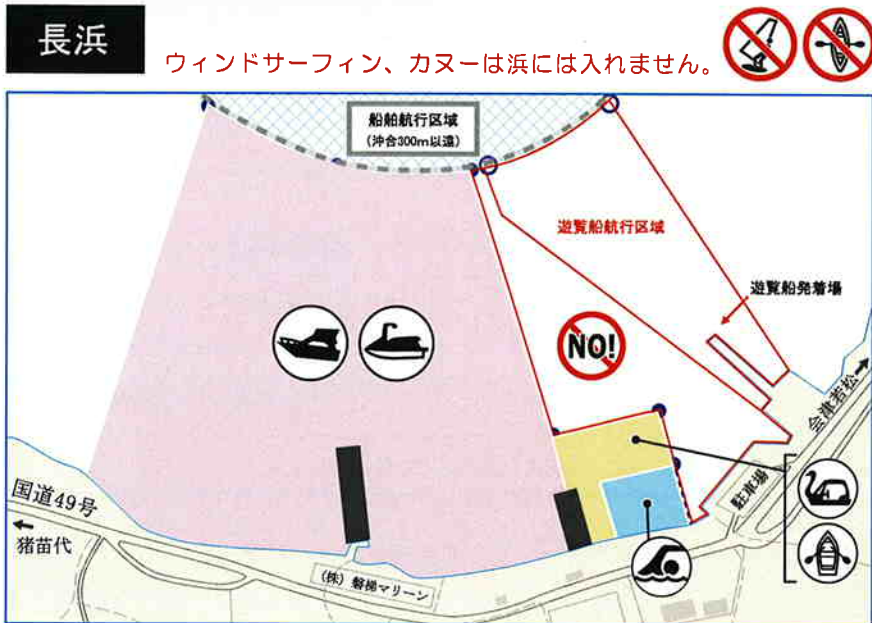 長浜
ウィンドサーフィン、カヌーは浜には入れません。
船舶航行区域
(沖合300m以遠)
遊覧船航行区域
遊覧船発着場
NO!
会津若松
駐車場
国道49号
猪苗代
(株)磐梯マリーン